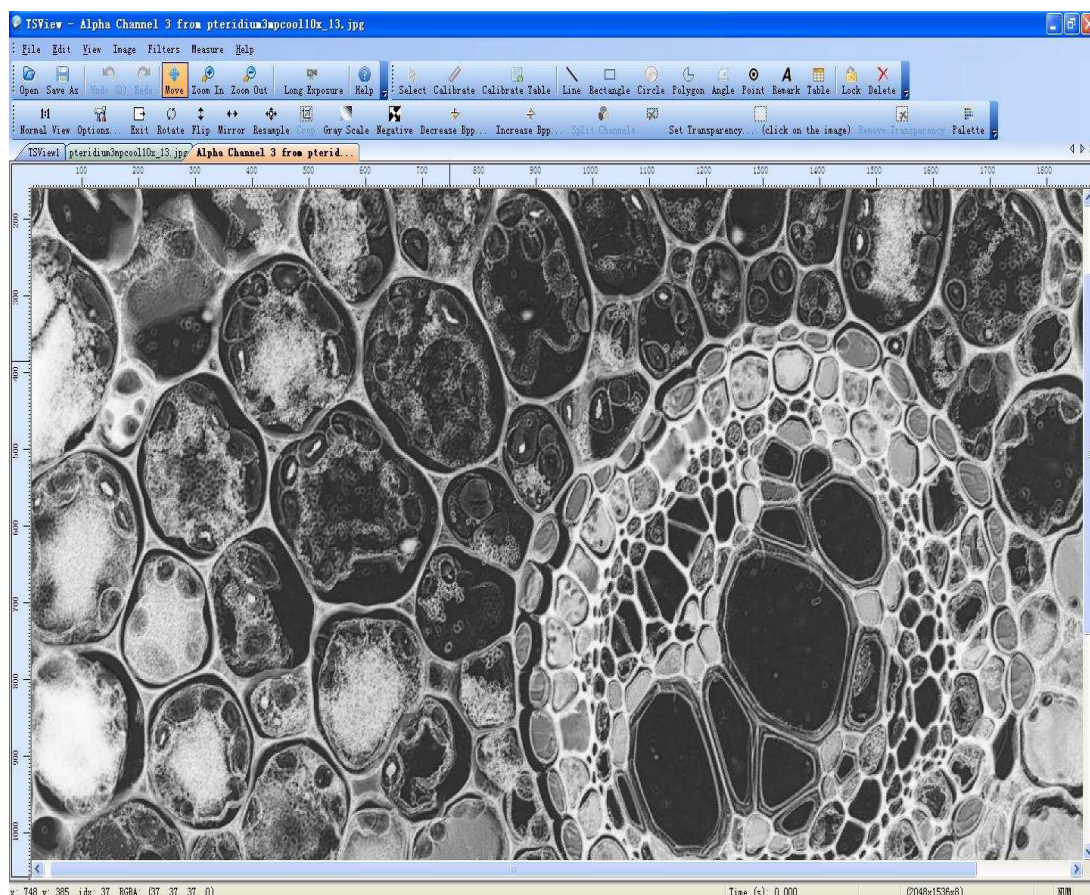 TSView - Alpha Channel 3 from pteridium3mpcool10x_13.jpg
File Edit View Image Filters Measure Help
Open Save As Undo (0) Redo Move Zoom In Zoom Out Long Exposure Help Select Calibrate Calibrate Table Line Rectangle Circle Polygon Angle Point Remark Table Lock Delete
1:1
Normal View Options... Exit Rotate Flip Mirror Resample Crop Gray Scale Negative Decrease Bpp... Increase Bpp... Split Channels Set Transparency... (click on the image) Remove Transparency Palette
TSView1 pteridium3mpcool10x_13.jpg Alpha Channel 3 from pterid...
100 200 300 400 500 600 700 800 900 1000 1100 1200 1300 1400 1500 1600 1700 1800
200
300
400
500
600
700
800
900
1000
x: 748 y: 385 idx: 37 RGBA: (37, 37, 37, 0) Time (s): 0.000 (2048x1536x8) NUM